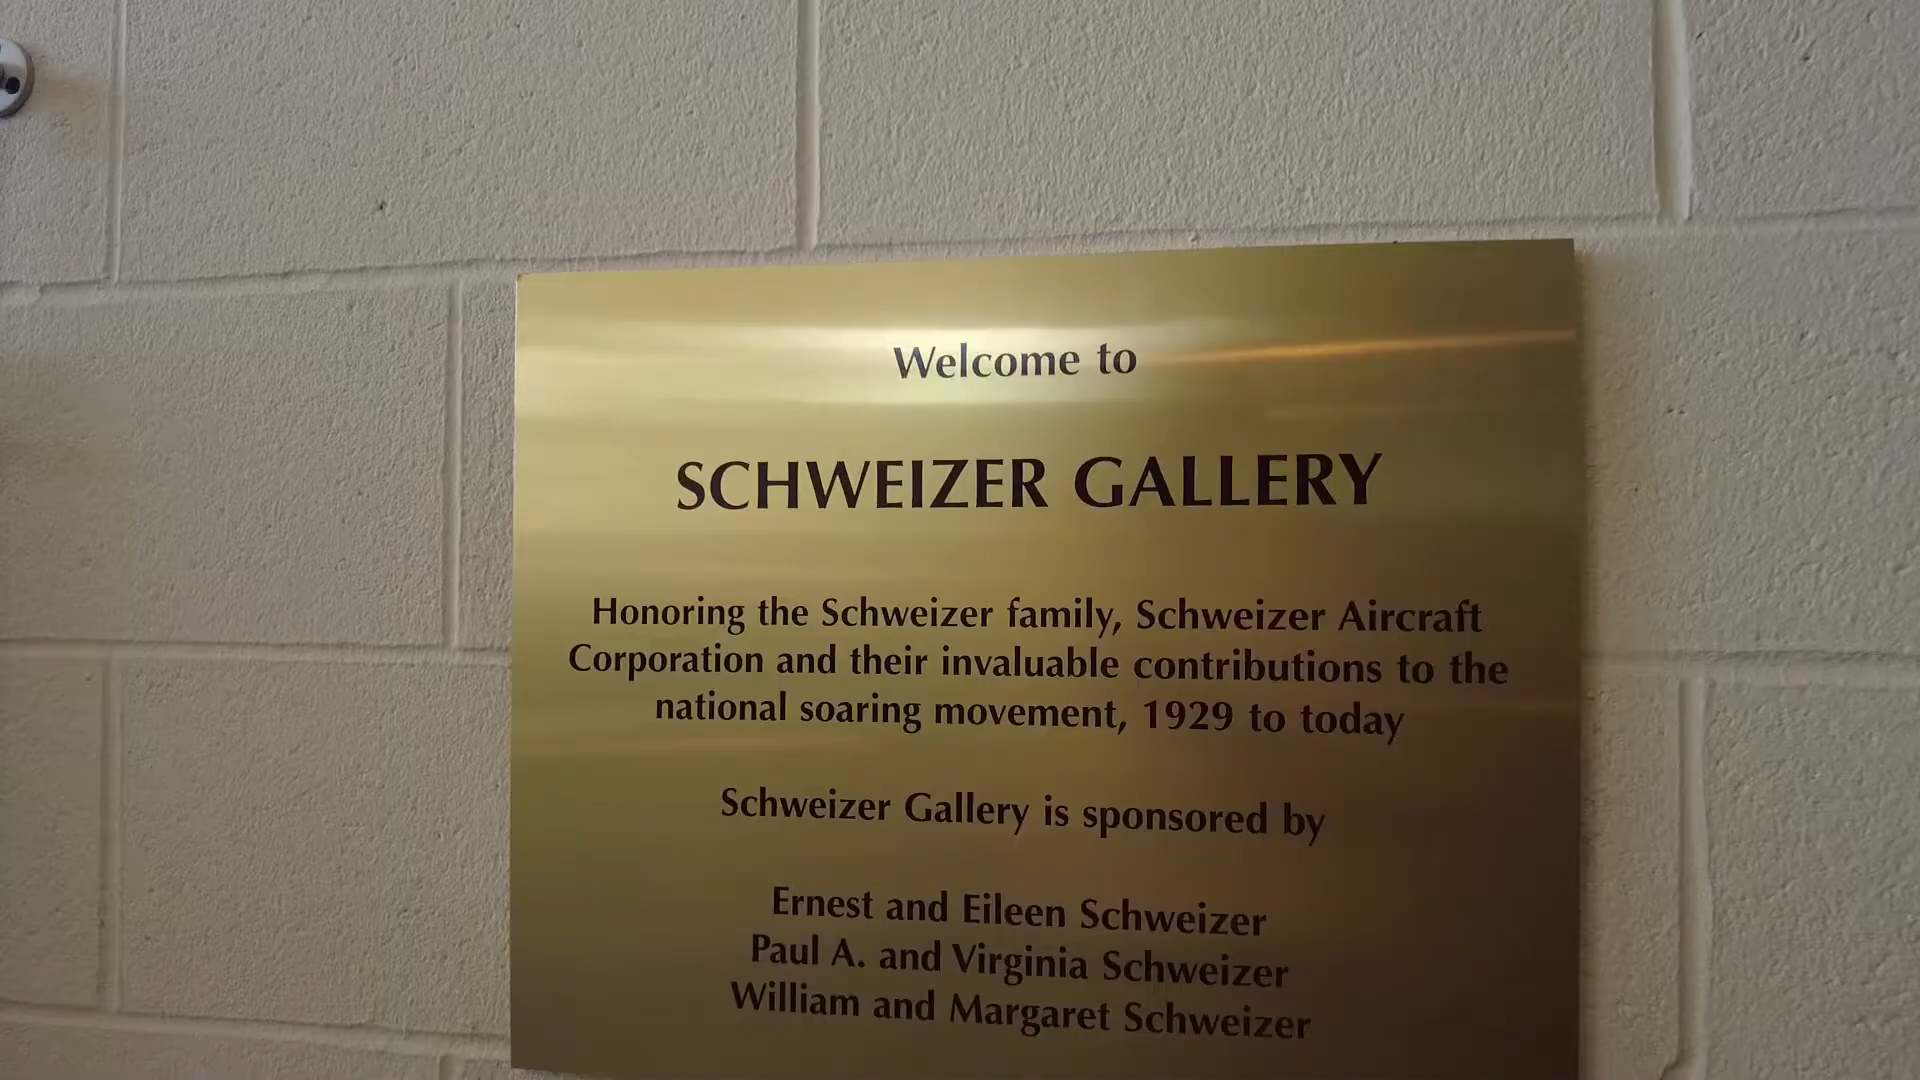 Welcome to
SCHWEIZER GALLERY
Honoring the Schweizer family, Schweizer Aircraft
Corporation and their invaluable contributions to the
national soaring movement, 1929 to today
Schweizer Gallery is sponsored by
Ernest and Eileen Schweizer
Paul A. and Virginia Schweizer
William and Margaret Schweizer